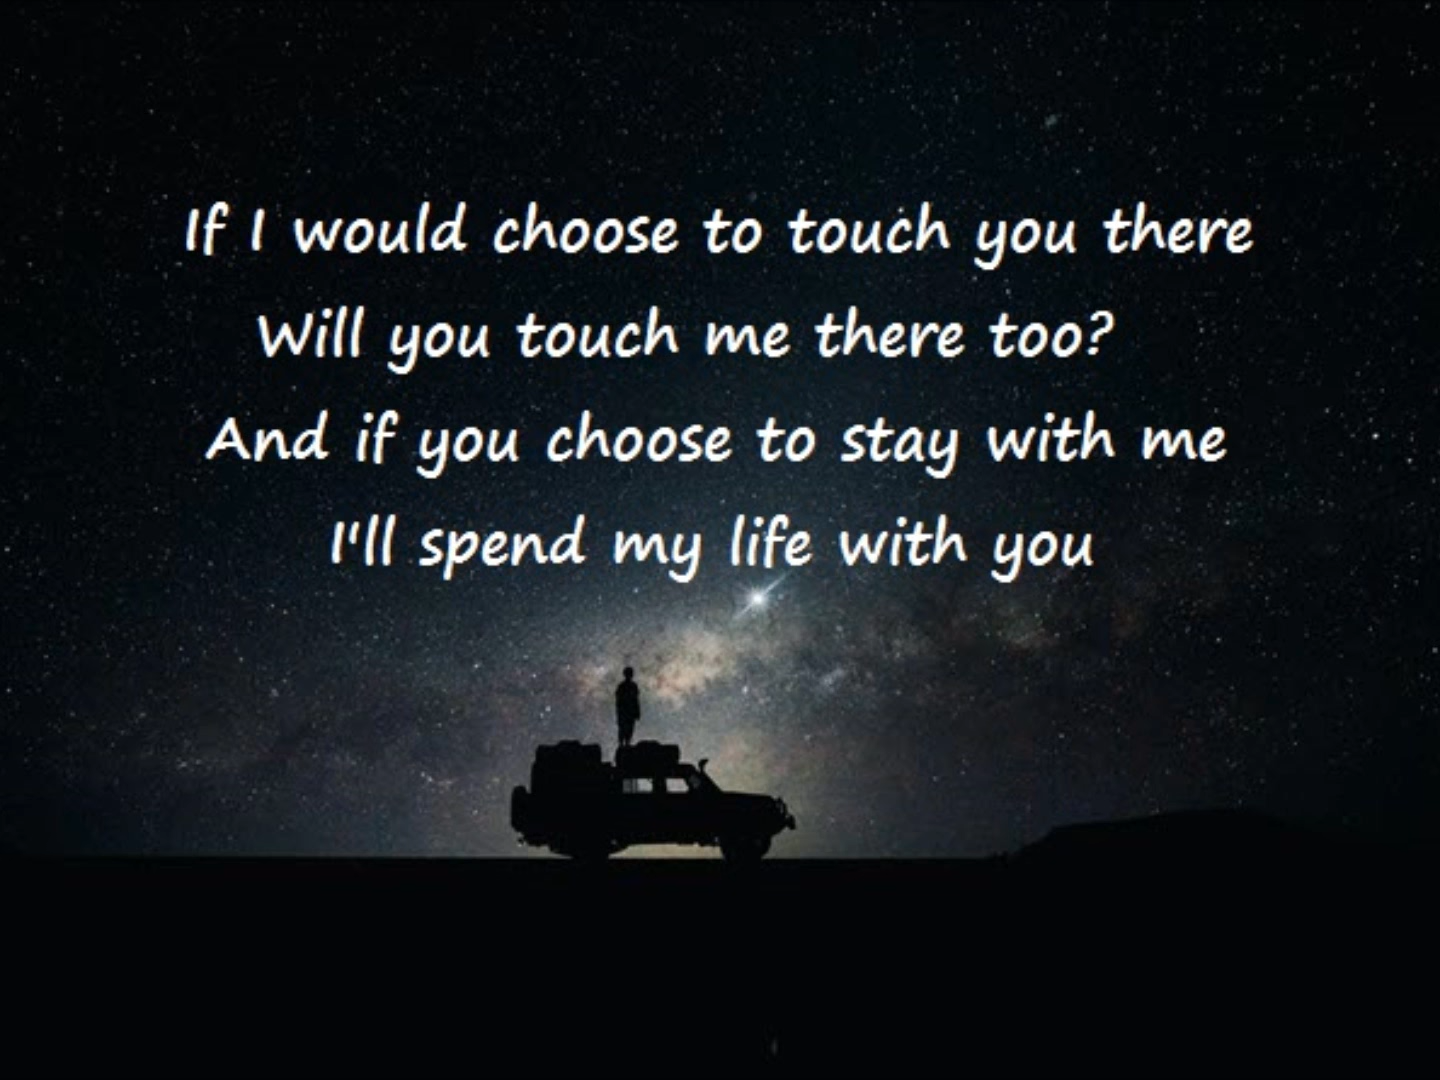 If I would choose to touch you there
Will you touch me there too?
And if you choose to stay with me
I'll spend my life with you